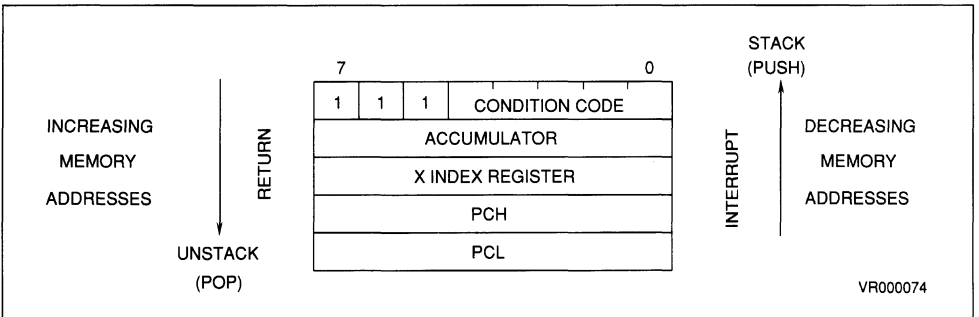 STACK
(PUSH)
7 0
1 1 1 CONDITION CODE
INCREASING
MEMORY
ADDRESSES
RETURN
ACCUMULATOR
X INDEX REGISTER
PCH
PCL
INTERRUPT
DECREASING
MEMORY
ADDRESSES
UNSTACK
(POP)
VR000074